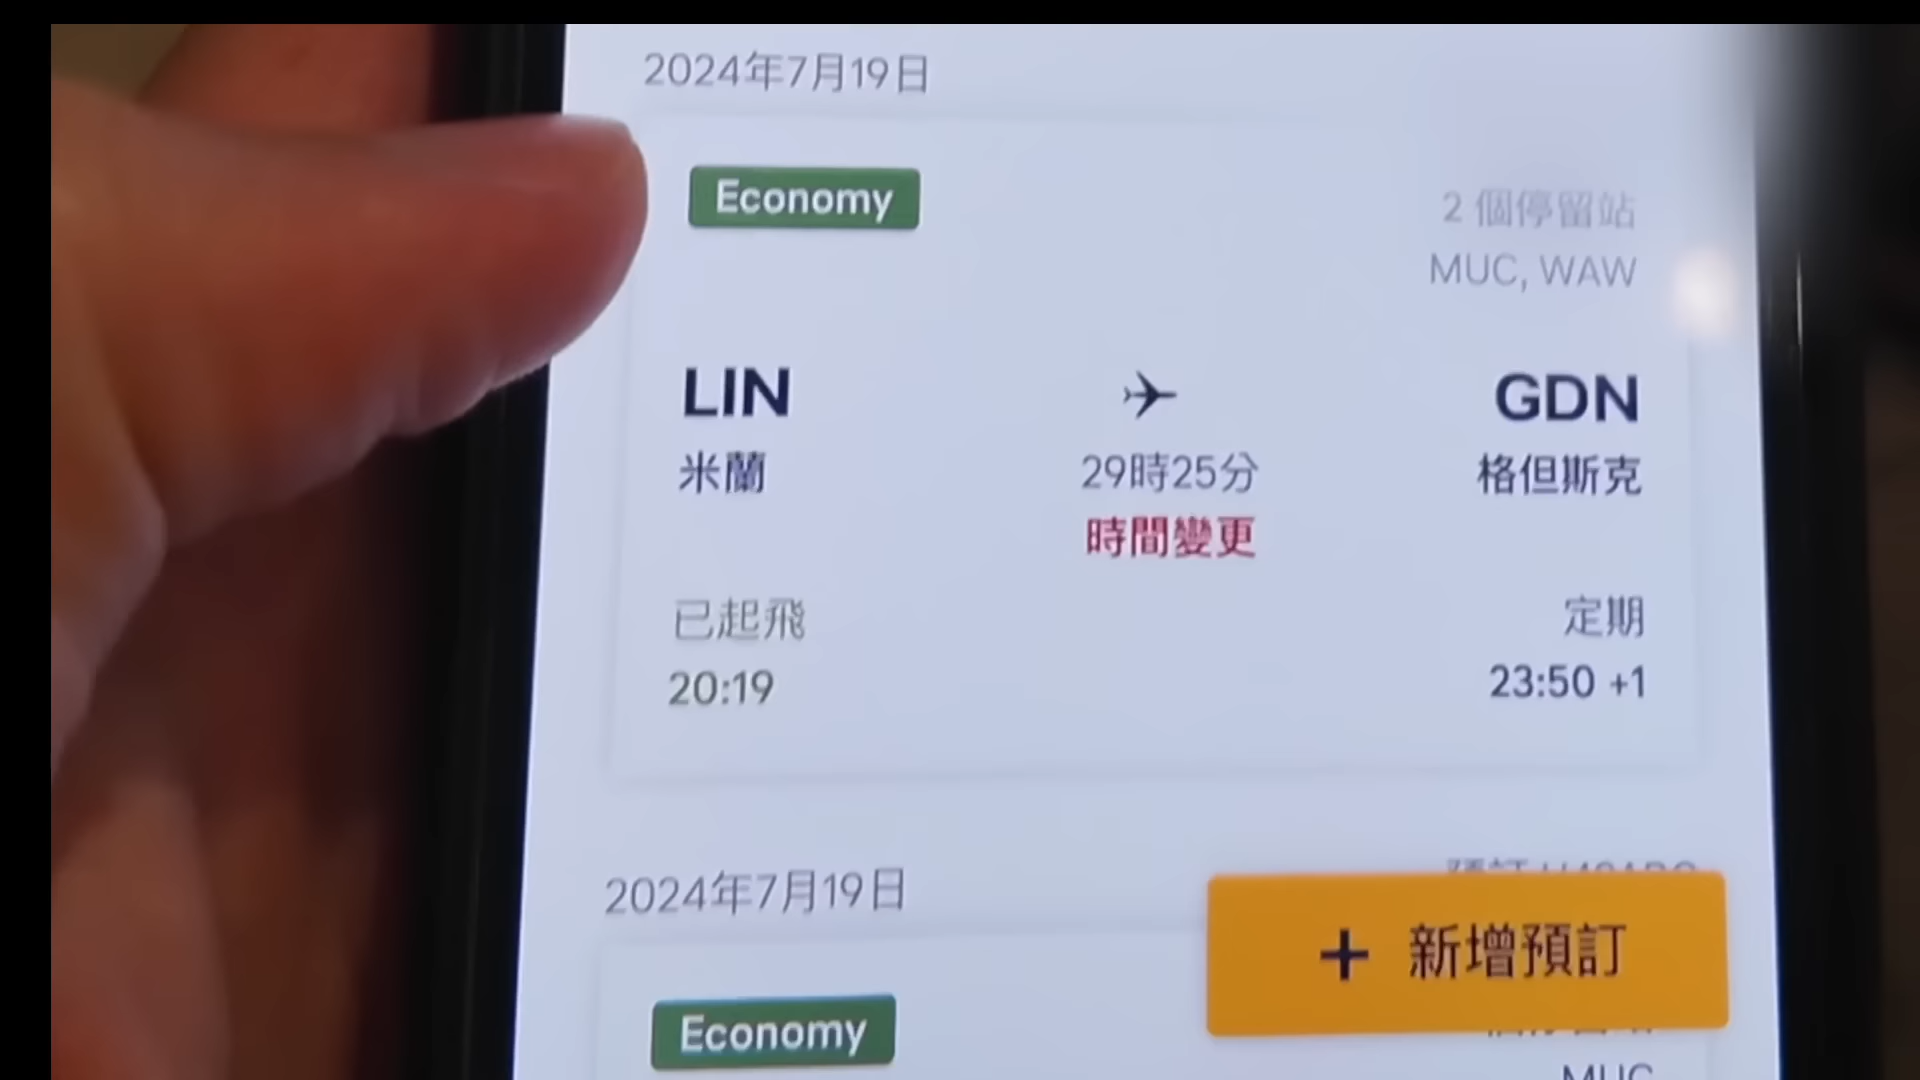 2024年7月19日
Economy
2 個停留站
MUC, WAW
LIN
GDN
米蘭
29時25分
格但斯克
時間變更
已起飛
定期
20:19
23:50 +1
2024年7月19日
+ 新增預訂
Economy
MUC